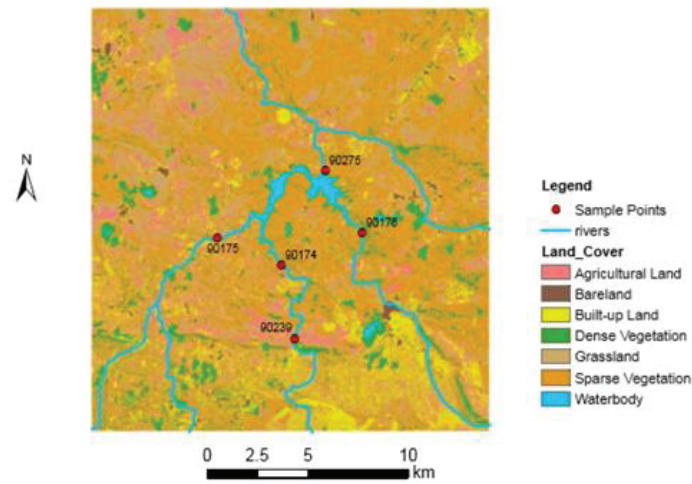 N
90275
90176
90175
90174
90239
Legend
Sample Points
rivers
Land_Cover
Agricultural Land
Bareland
Built-up Land
Dense Vegetation
Grassland
Sparse Vegetation
Waterbody
0 2.5 5 10
km